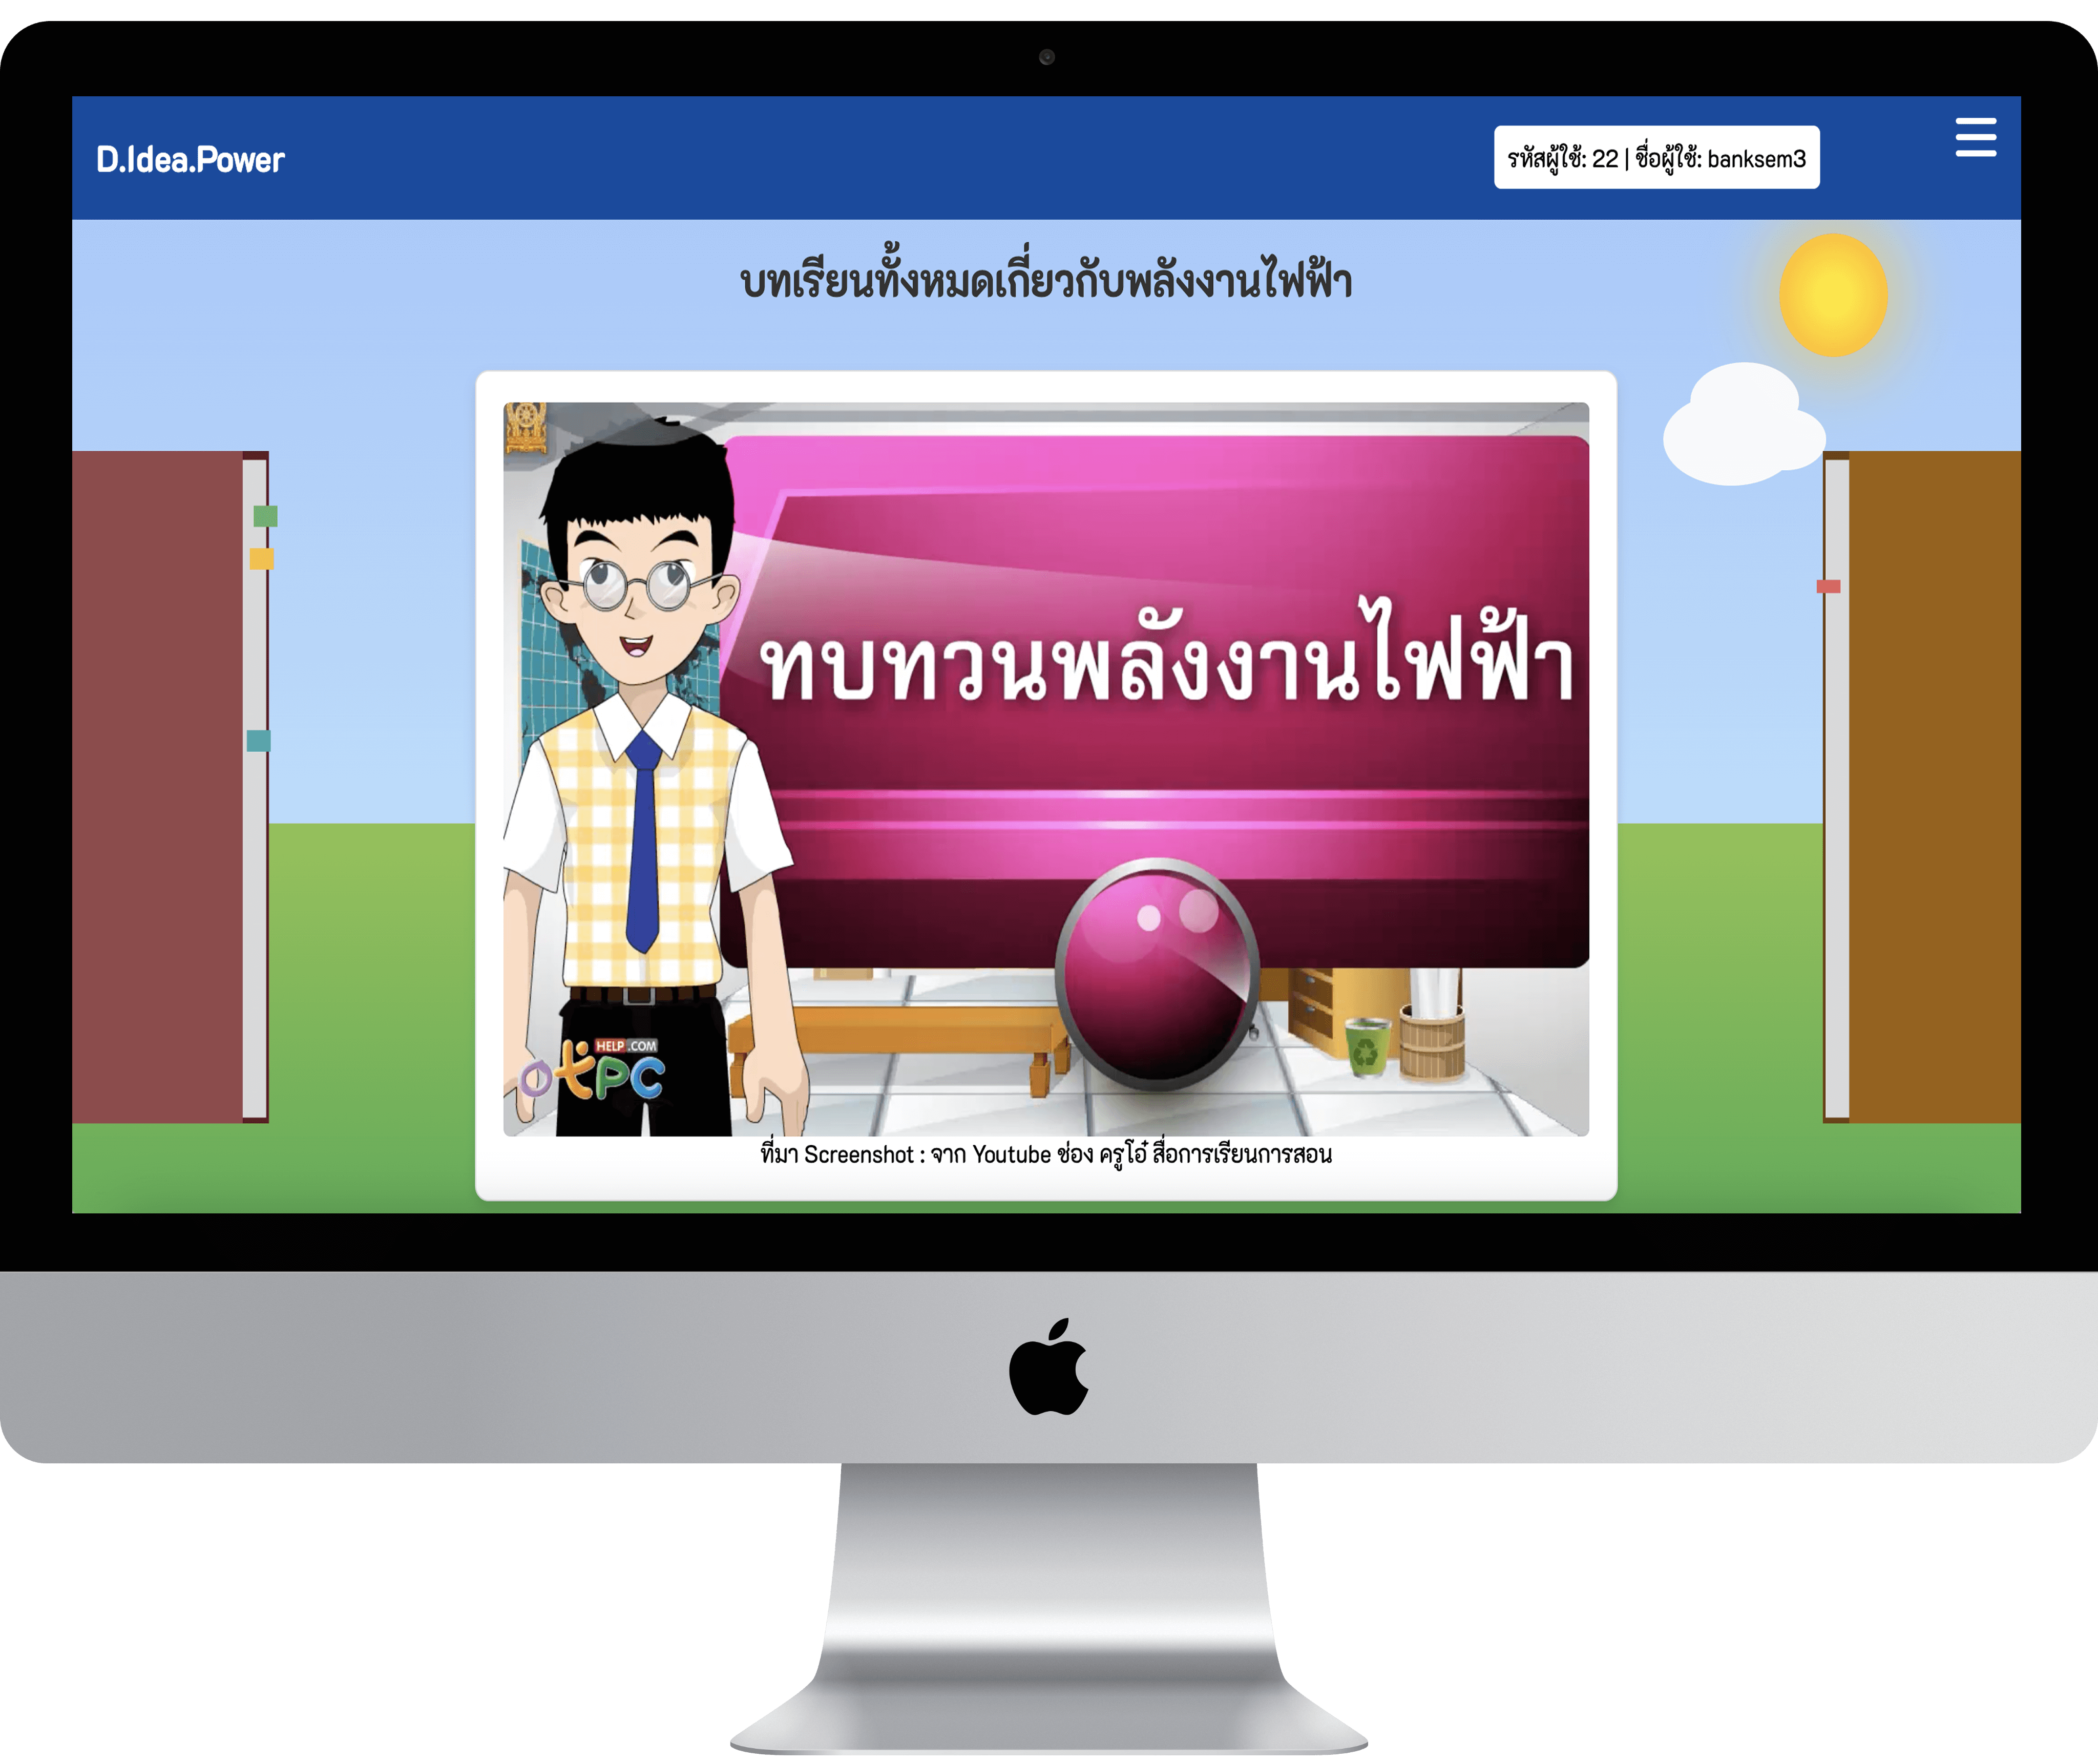 D.Idea.Power
รหัสผู้ใช้: 22 | ชื่อผู้ใช้: banksem3
บทเรียนทั้งหมดเกี่ยวกับพลังงานไฟฟ้า
ทบทวนพลังงานไฟฟ้า
HELP.COM
OTPC
ที่มา Screenshot : จาก Youtube ช่อง ครูโอ๋ สื่อการเรียนการสอน